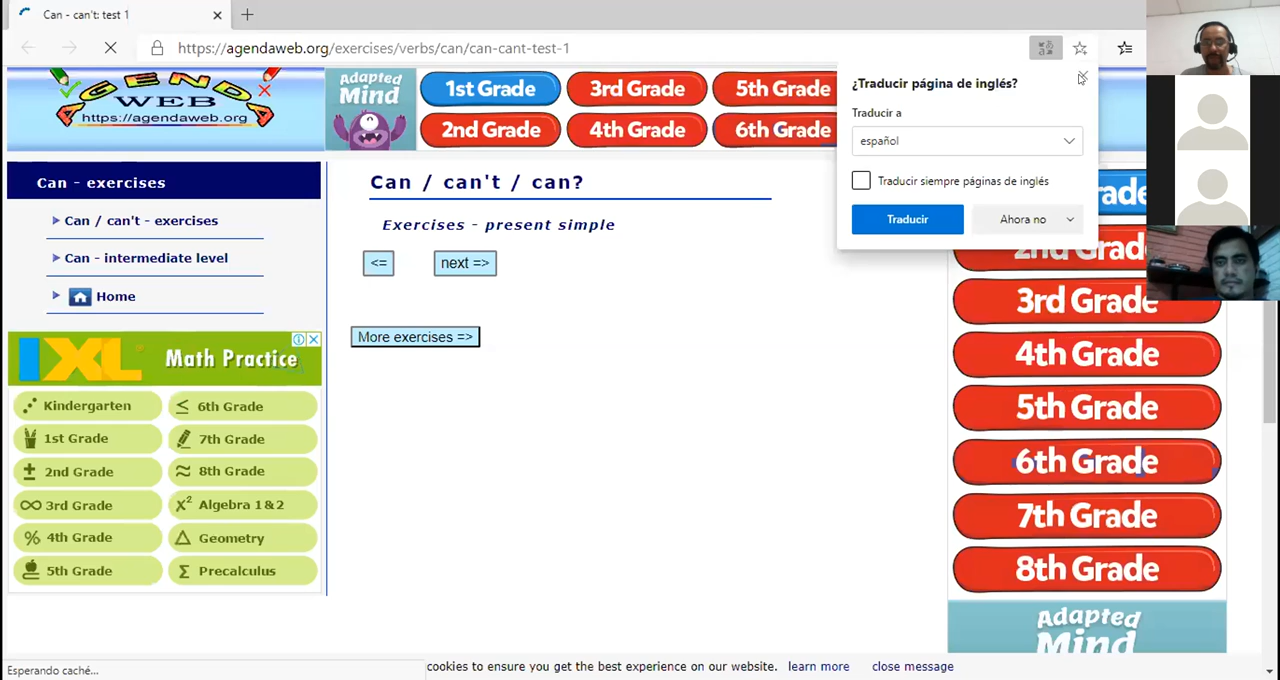 Can - can't: test 1
https://agendaweb.org/exercises/verbs/can/can-cant-test-1
AGENDA
WEB
https://agendaweb.org
Adapted
Mind
1st Grade
3rd Grade
5th Grade
2nd Grade
4th Grade
6th Grade
¿Traducir página de inglés?
Traducir a
español
Traducir siempre páginas de inglés
Traducir
Ahora no
Can - exercises
Can / can't - exercises
Can - intermediate level
Home
Can / can't / can?
Exercises - present simple
<=
next =>
More exercises =>
IXL
Math Practice
Kindergarten
6th Grade
1st Grade
7th Grade
2nd Grade
8th Grade
3rd Grade
Algebra 1&2
4th Grade
Geometry
5th Grade
Precalculus
2nd Grade
3rd Grade
4th Grade
5th Grade
6th Grade
7th Grade
8th Grade
Adapted
Mind
Esperando caché...
cookies to ensure you get the best experience on our website.
learn more
close message